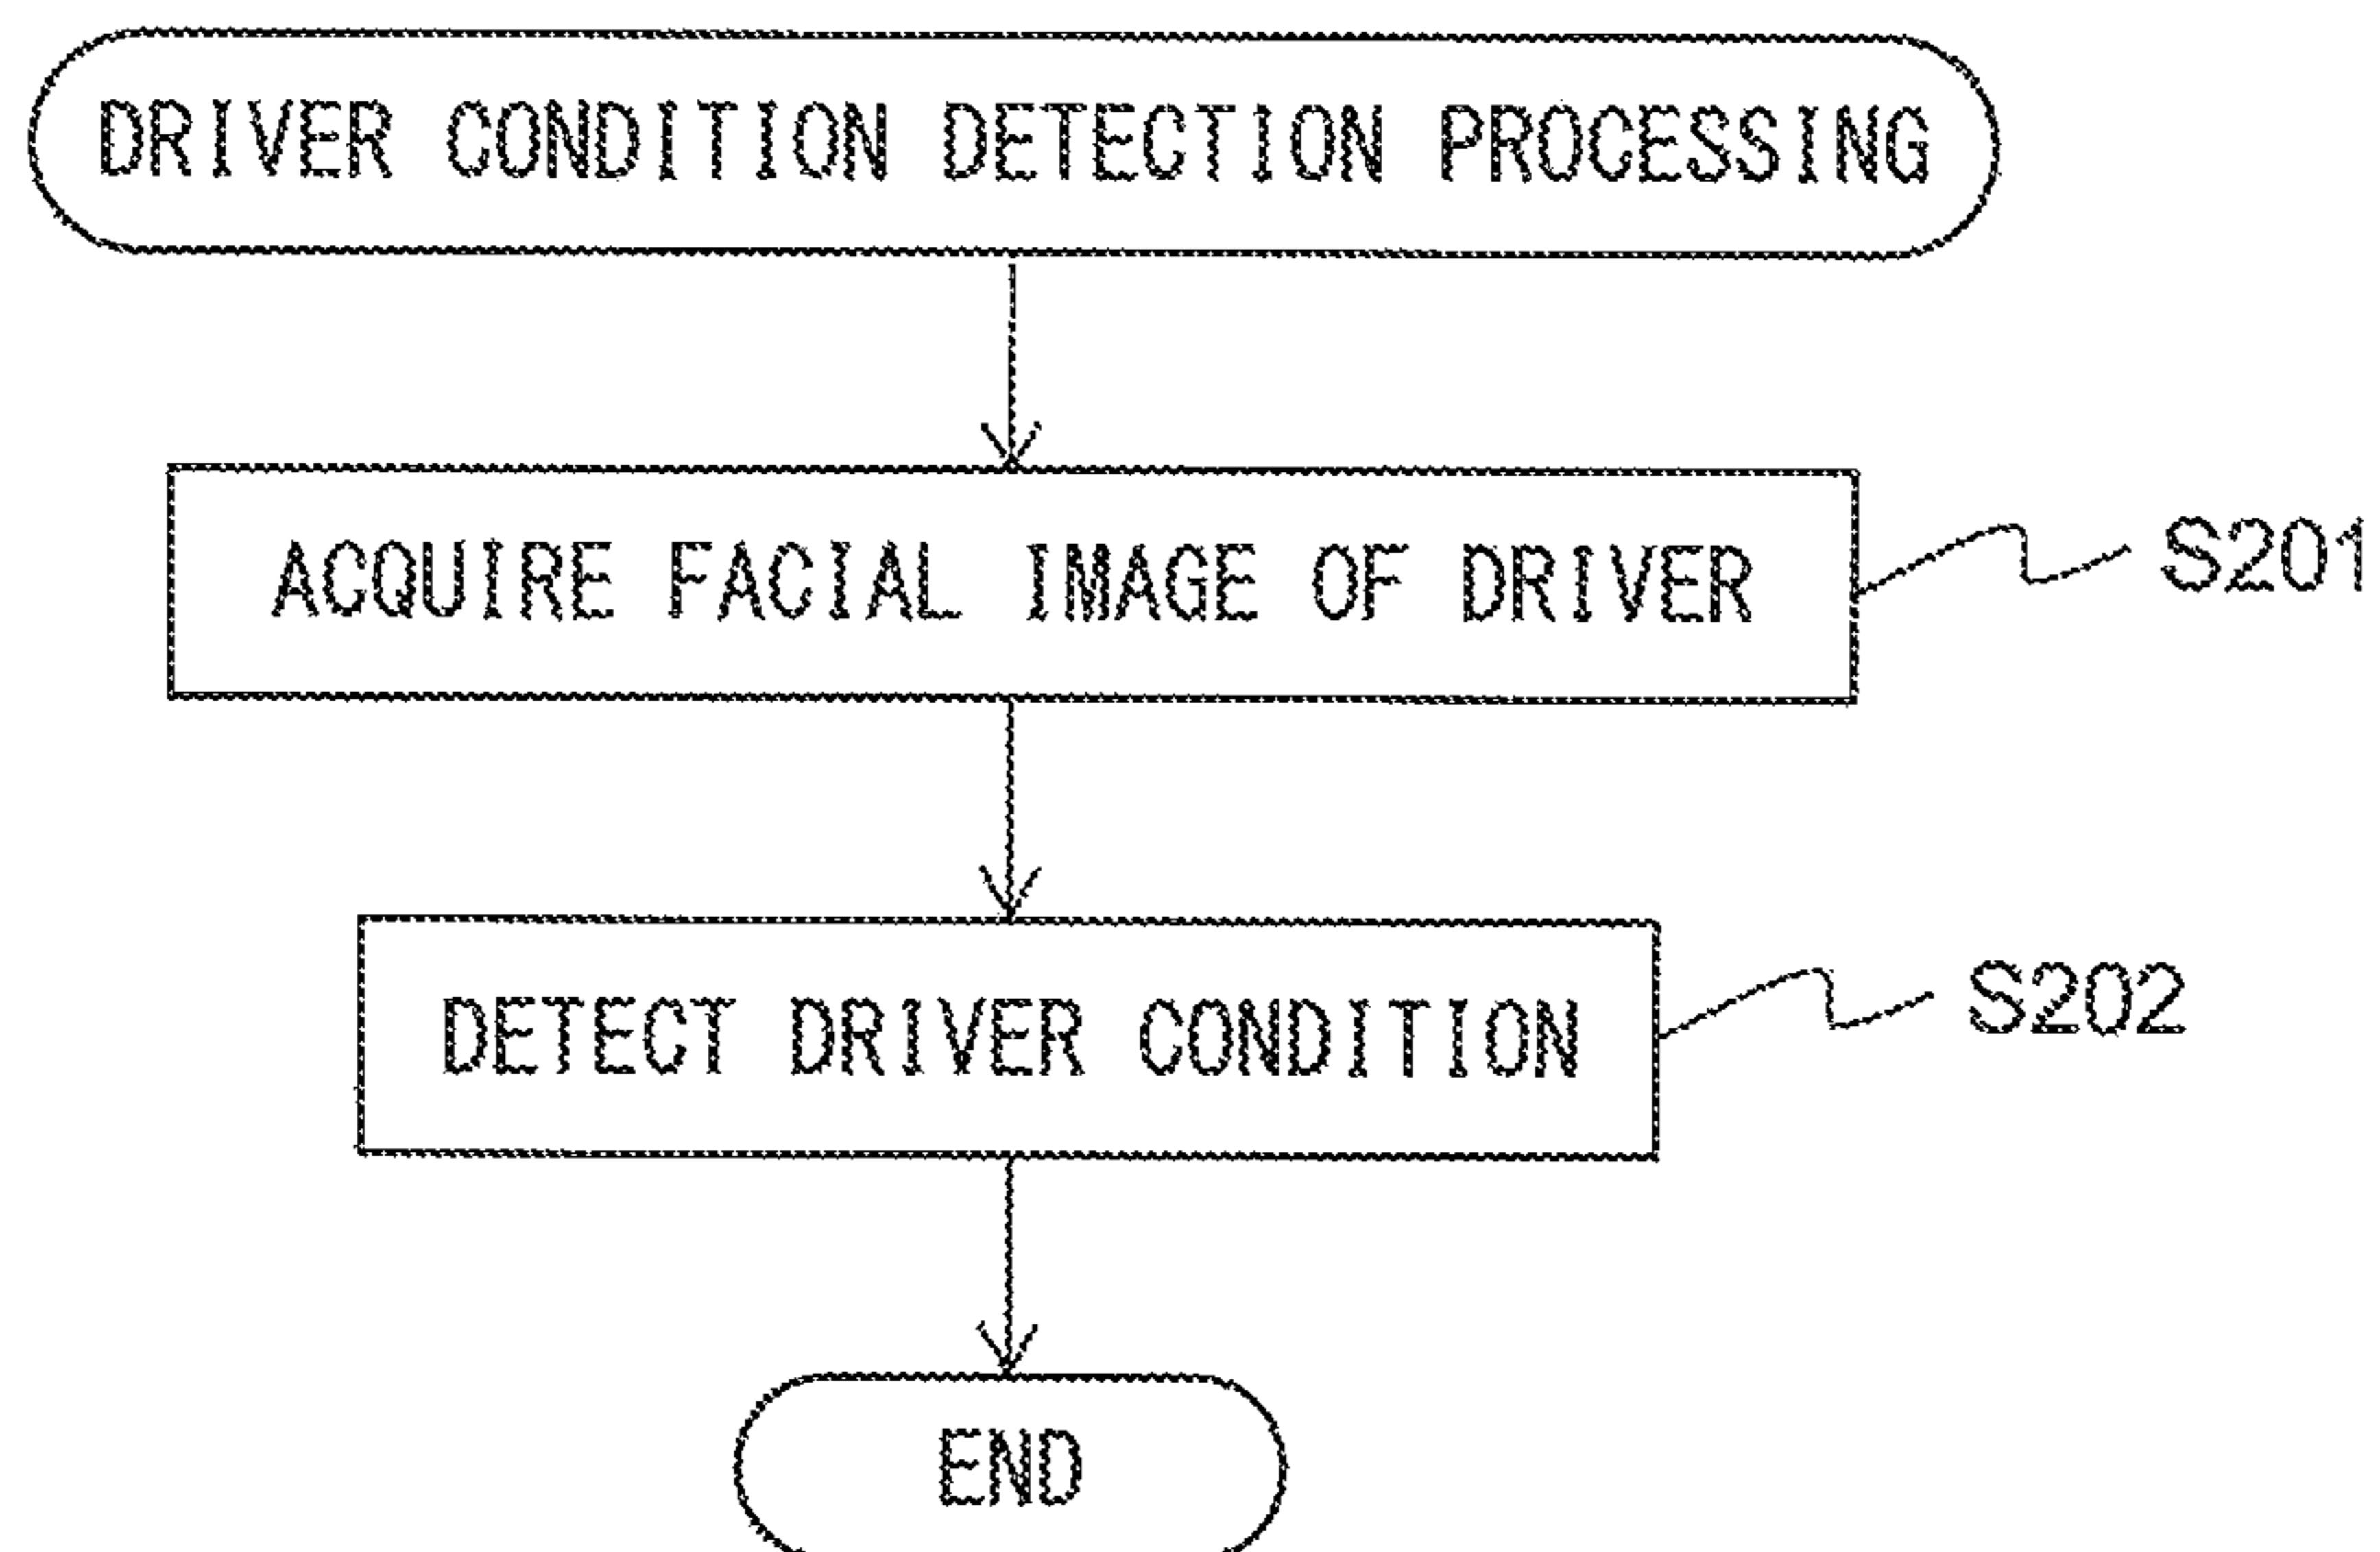 DRIVER CONDITION DETECTION PROCESSING
ACQUIRE FACIAL IMAGE OF DRIVER
S201
DETECT DRIVER CONDITION
S202
END